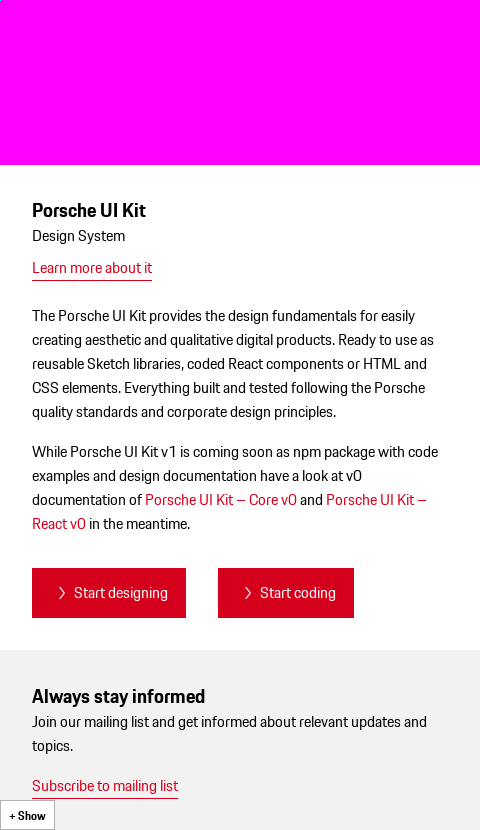 Porsche UI Kit
Design System
Learn more about it
The Porsche UI Kit provides the design fundamentals for easily
creating aesthetic and qualitative digital products. Ready to use as
reusable Sketch libraries, coded React components or HTML and
CSS elements. Everything built and tested following the Porsche
quality standards and corporate design principles.
While Porsche UI Kit v1 is coming soon as npm package with code
examples and design documentation have a look at v0
documentation of Porsche UI Kit – Core v0 and Porsche UI Kit –
React v0 in the meantime.
Start designing
Start coding
Always stay informed
Join our mailing list and get informed about relevant updates and
topics.
Subscribe to mailing list
+ Show